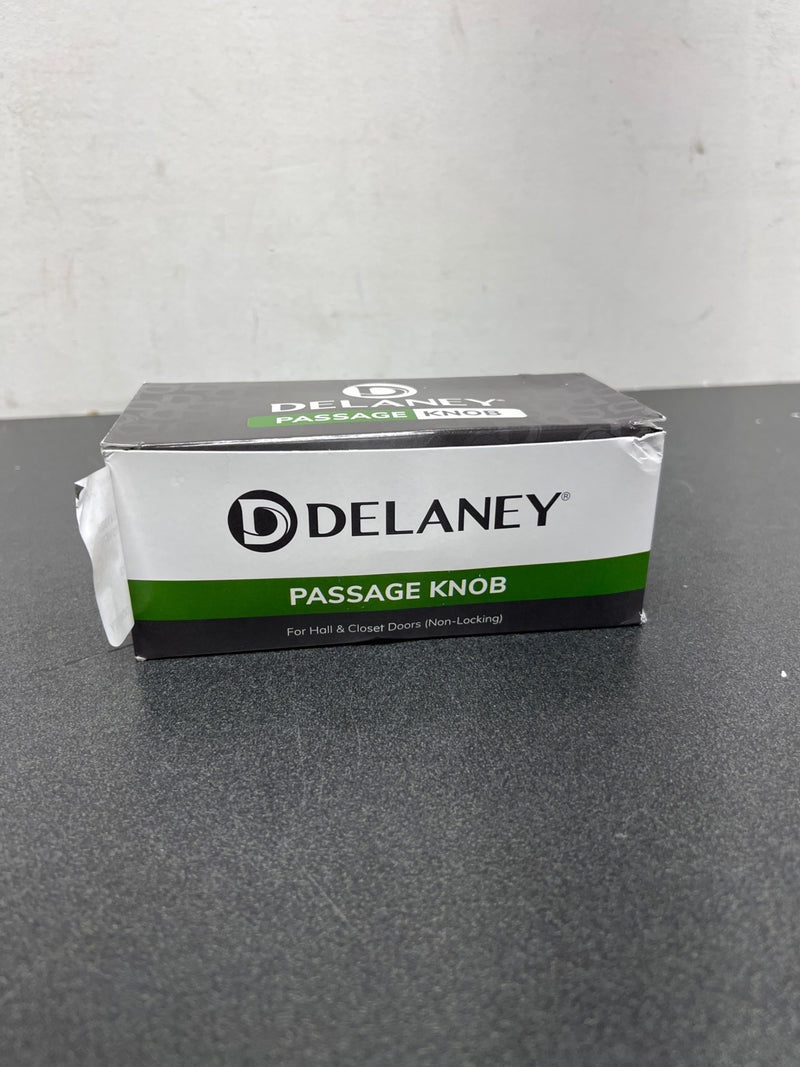 DELANEY
PASSAGE KNOB
DELANEY®
PASSAGE KNOB
For Hall & Closet Doors (Non-Locking)